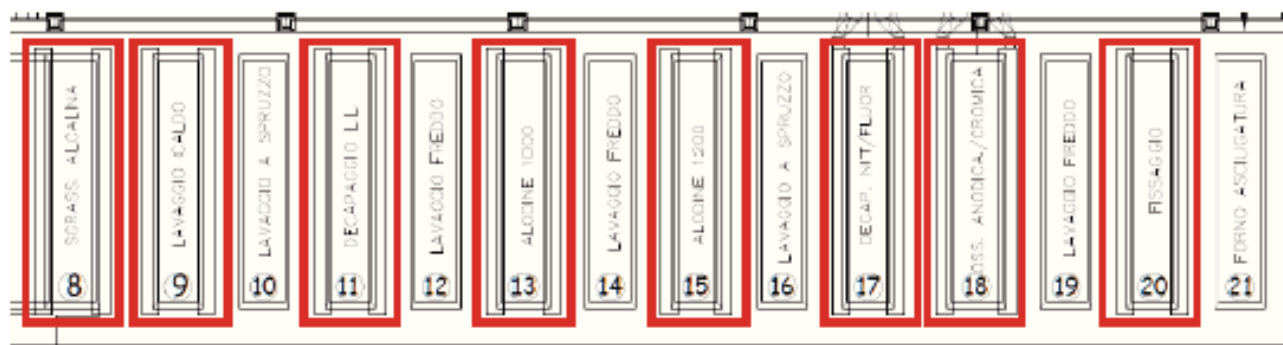 SGRASS. ALCALINA
8
LAVAGGIO CALDO
9
LAVAGGIO A SPRUZZO
10
DECAPAGGIO I.L.
11
LAVAGGIO FREDDO
12
ALODINE 1000
13
LAVAGGIO FREDDO
14
ALODINE 1200
15
LAVAGGIO A SPRUZZO
16
DECAP. NIT/FLUOR
17
OSS. ANODICA/CROMICA
18
LAVAGGIO FREDDO
19
FISSAGGIO
20
FORNO ASCIUGATURA
21